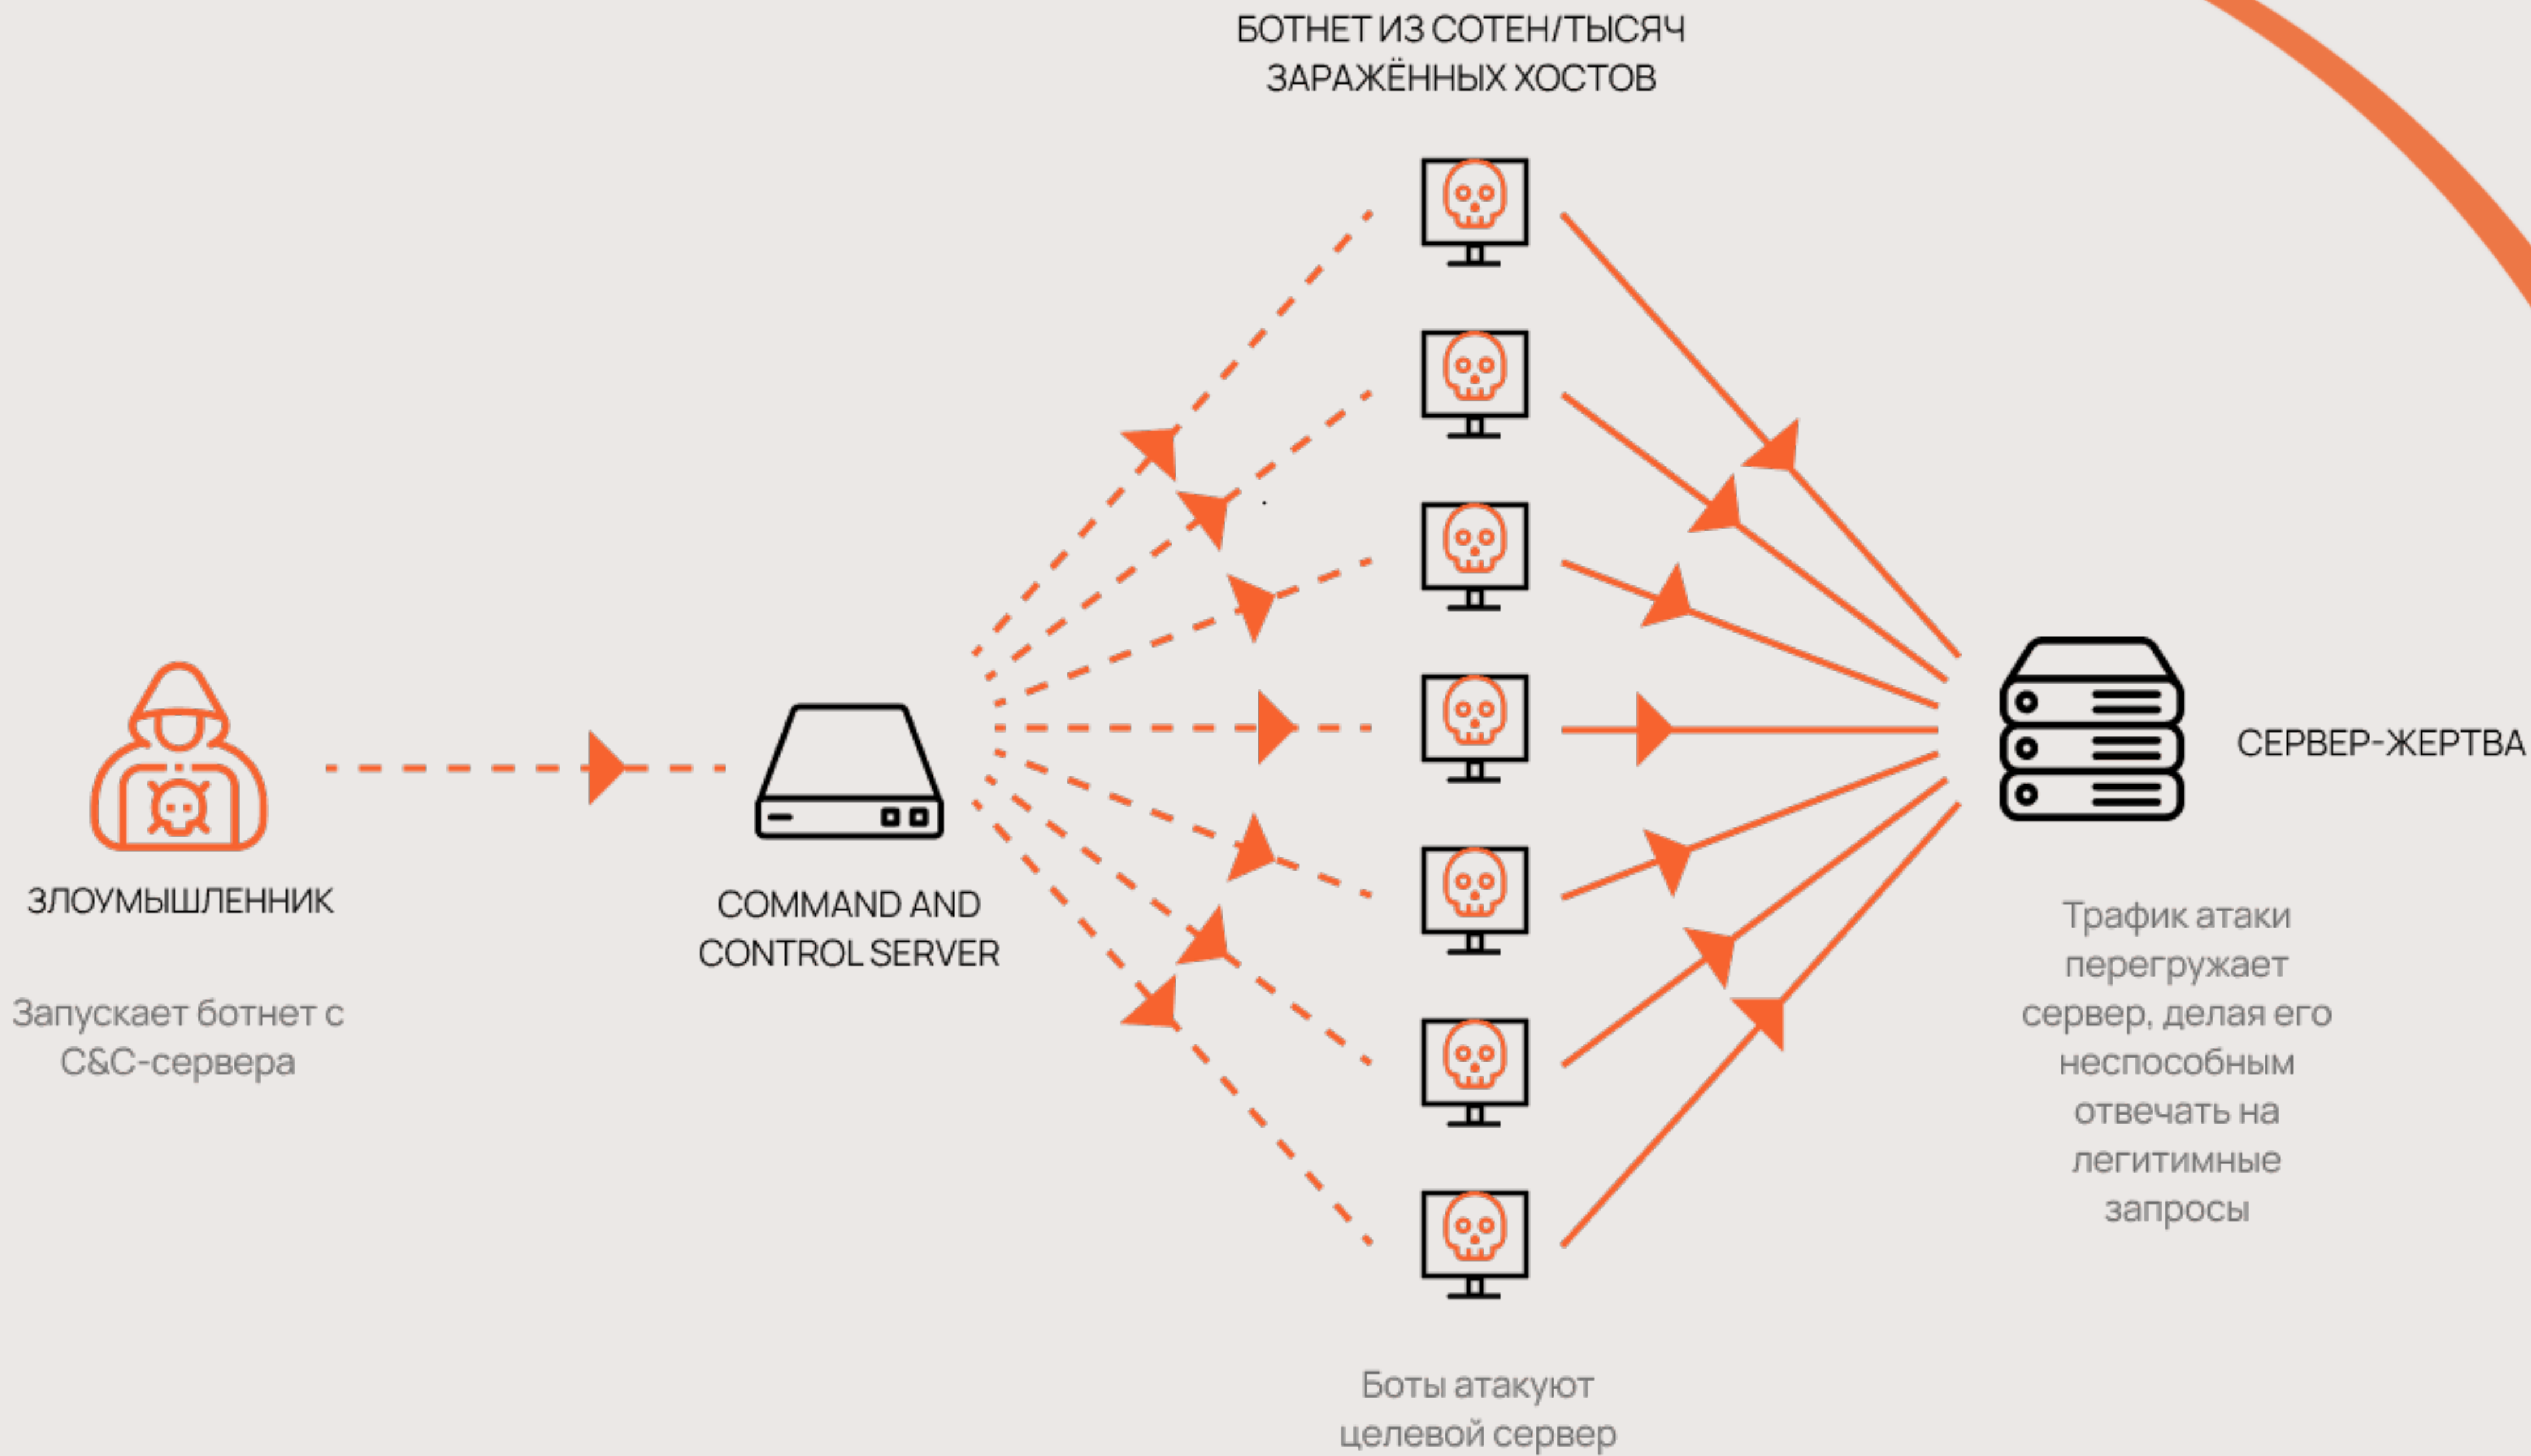 БОТНЕТ ИЗ СОТЕН/ТЫСЯЧ
ЗАРАЖЁННЫХ ХОСТОВ
ЗЛОУМЫШЛЕННИК
Запускает ботнет с
C&C-сервера
COMMAND AND
CONTROL SERVER
Боты атакуют
целевой сервер
СЕРВЕР-ЖЕРТВА
Трафик атаки
перегружает
сервер, делая его
неспособным
отвечать на
легитимные
запросы